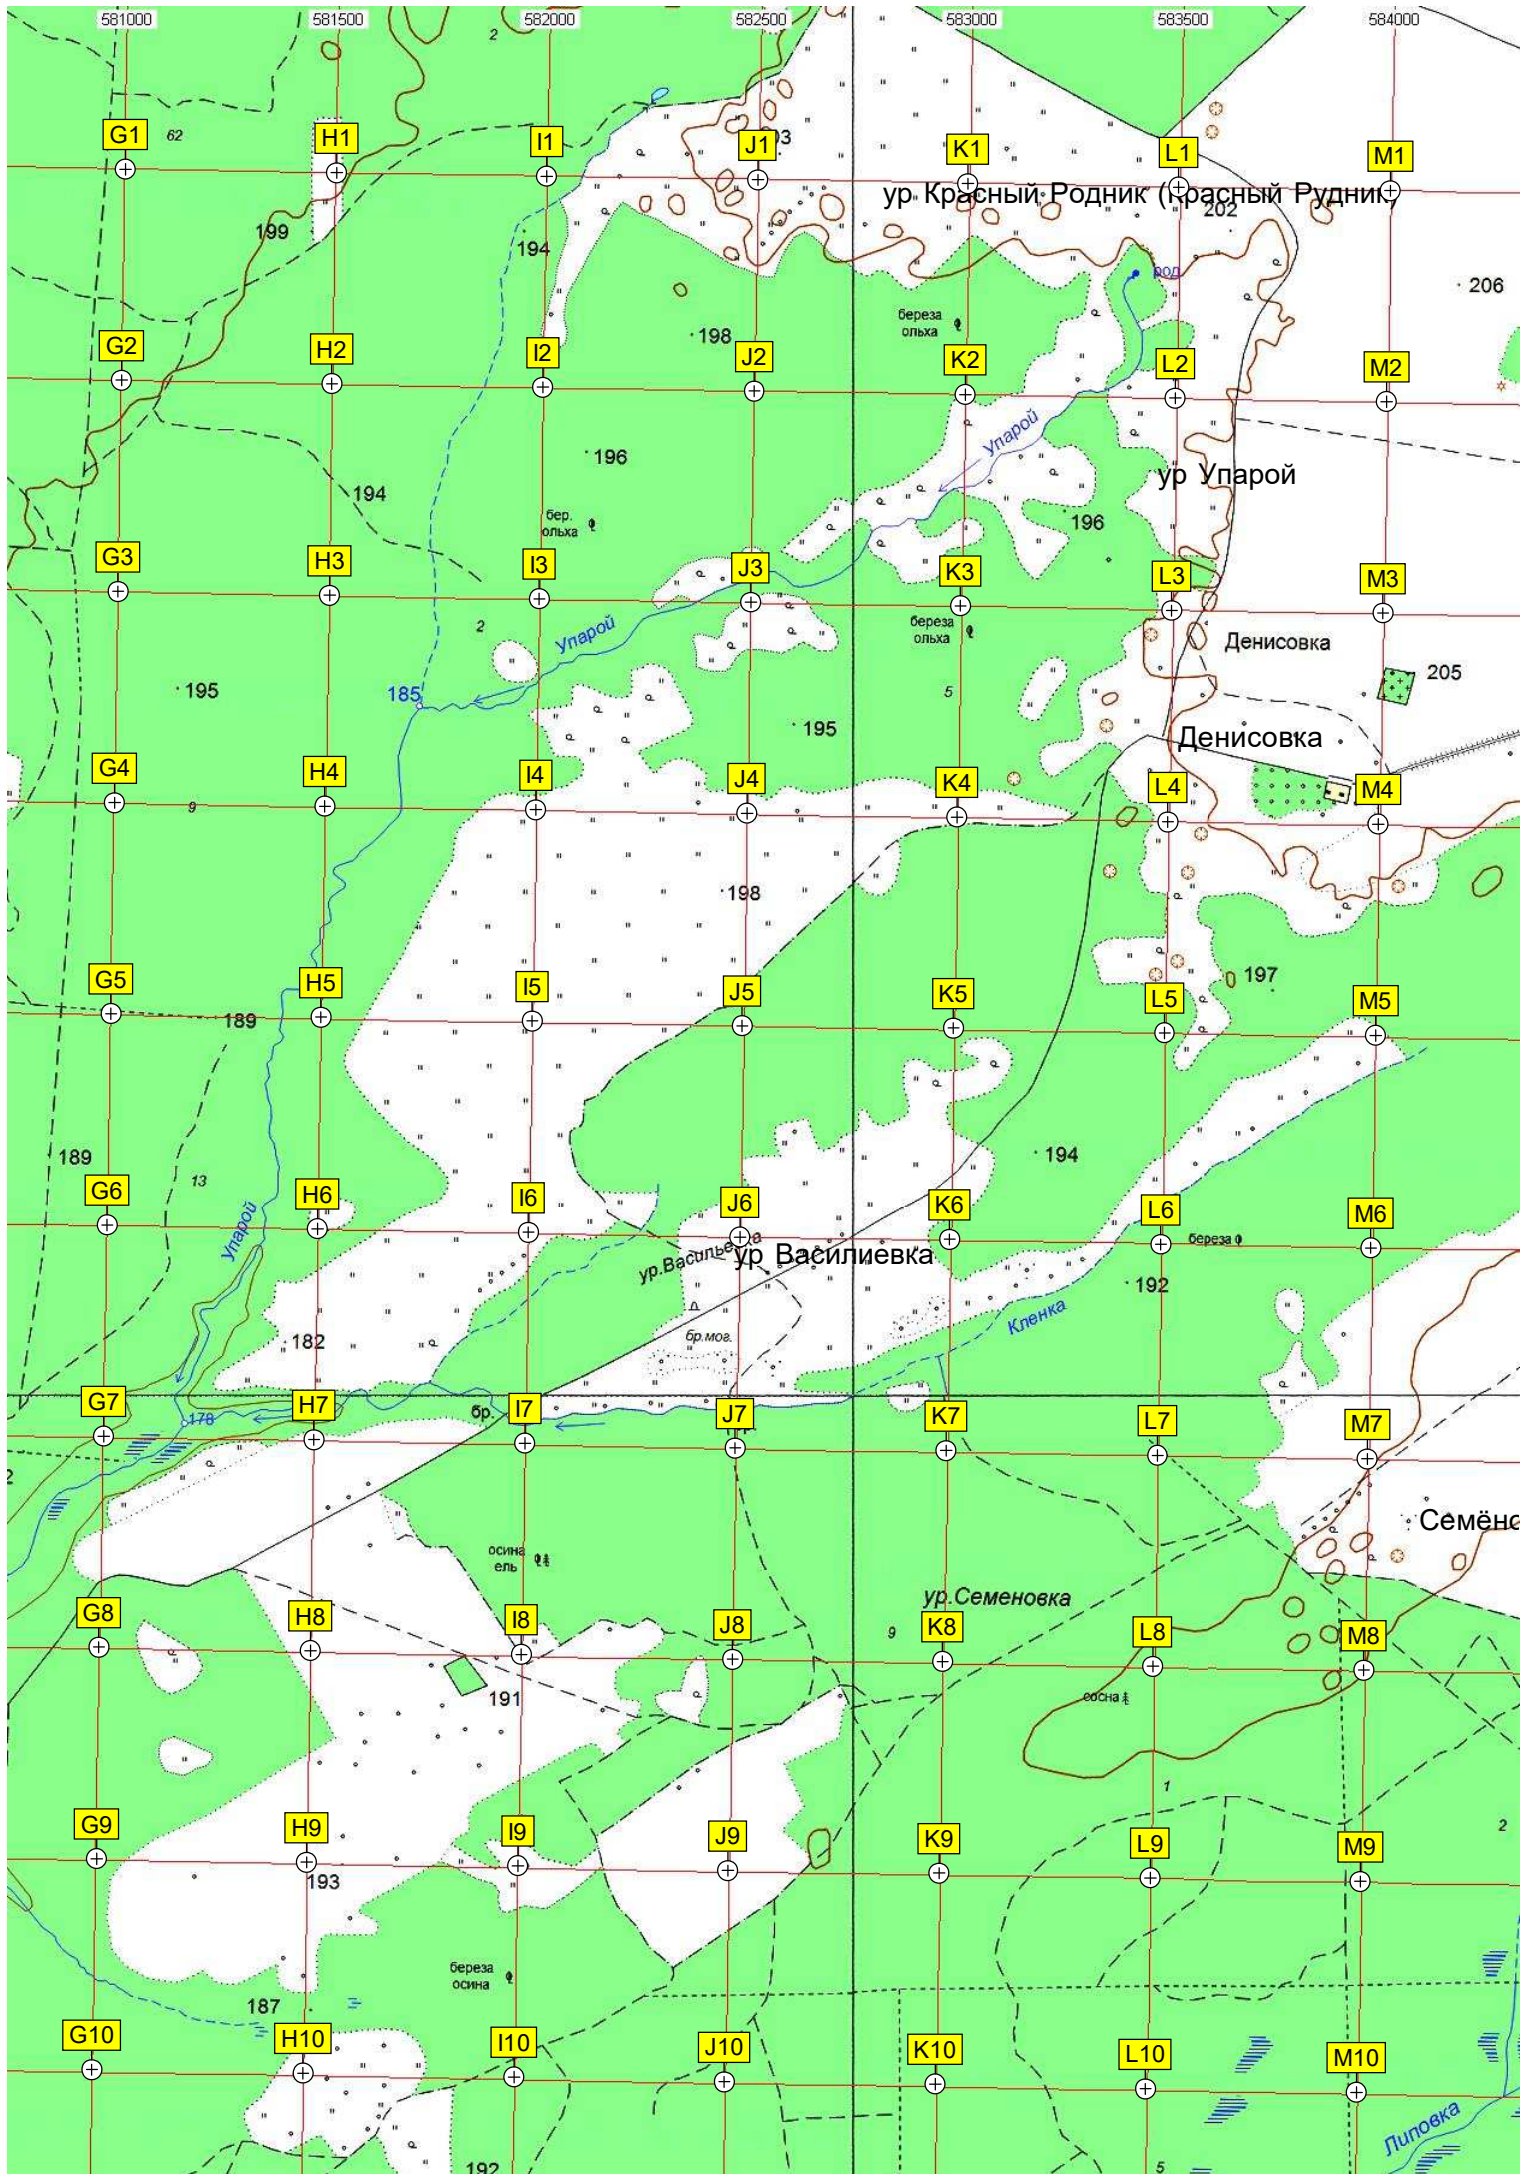 581000 581500 582000 582500 583000 583500 584000
2
G1 62 H1 I1 J1 K1 L1 M1
ур Красный Родник (Красный Рудник)
202
199 194
род
206
береза
ольха
198
G2 H2 I2 J2 K2 L2 M2
Упарой
196
ур Упарой
194
196
бер.
ольха
G3 H3 I3 J3 K3 L3 M3
2
Упарой
береза
ольха
Денисовка
195 185 5 205
195
Денисовка
G4 H4 I4 J4 K4 L4 M4
9
198
197
G5 H5 I5 J5 K5 L5 M5
189
189 194
13
G6 H6 I6 J6 K6 L6 M6
Упарой
береза
ур Василиевка
192
Кленка
182
бр.мог.
G7 H7 I7 J7 K7 L7 M7
178 бр.
2
Семёно
осина
ель
ур.Семеновка
G8 H8 I8 J8 K8 L8 M8
9
191
сосна
1
G9 H9 I9 J9 K9 L9 M9
2
193
береза
осина
187
G10 H10 I10 J10 K10 L10 M10
Липовка
192 5